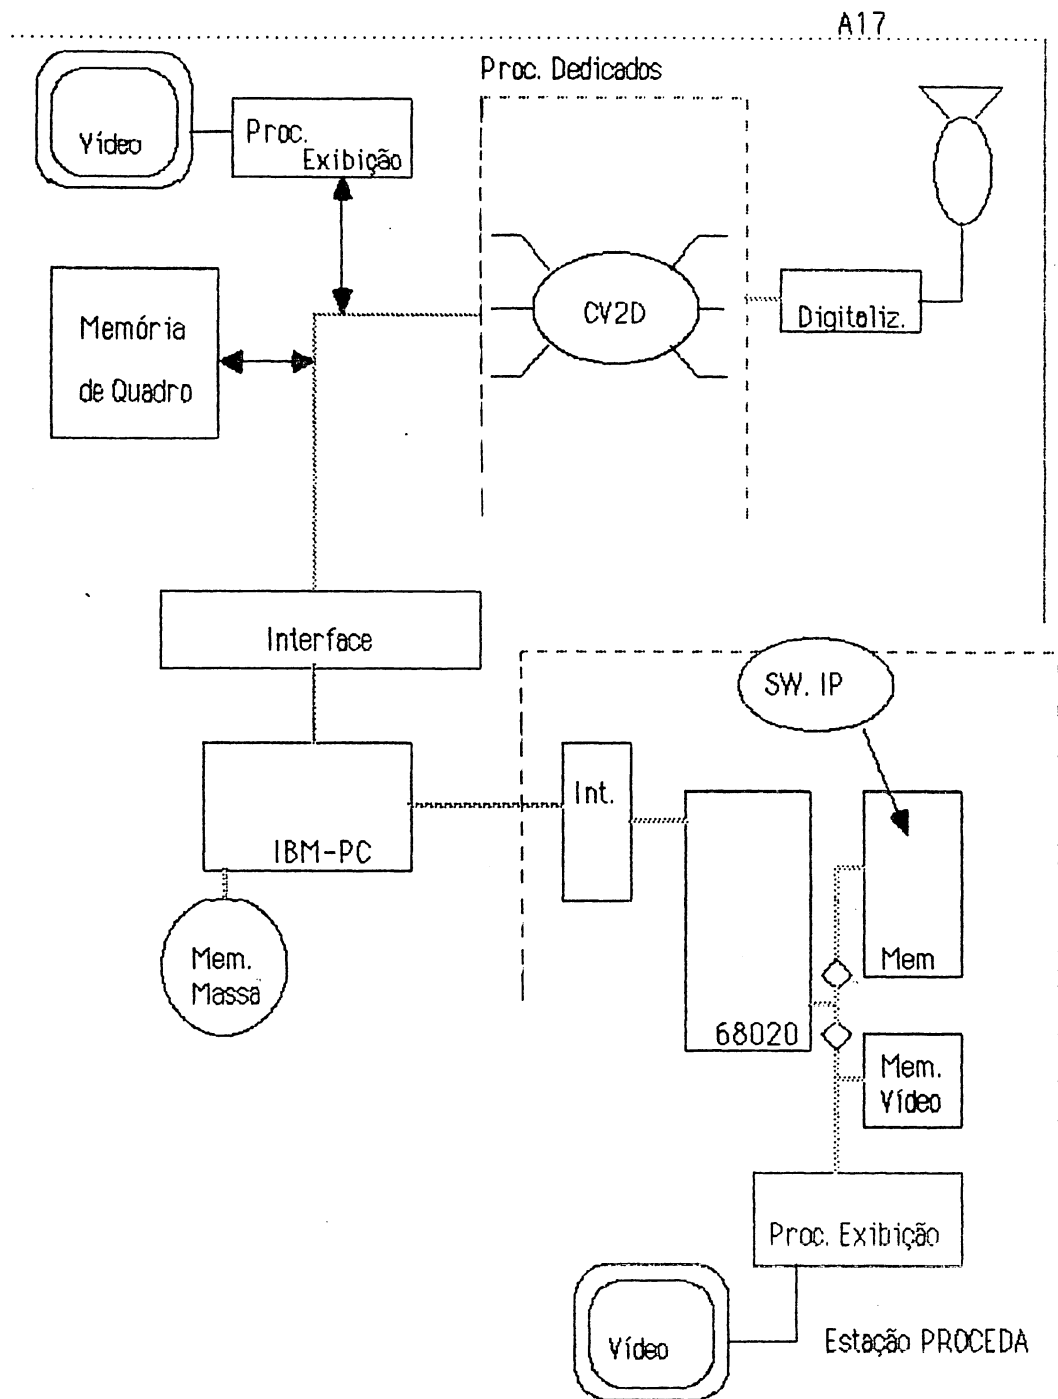 A17
Proc. Dedicados
Vídeo
Proc.
Exibição
Memória
de Quadro
CV2D
Digitaliz.
Interface
SW. IP
Int.
IBM-PC
Mem.
Massa
68020
Mem
Mem.
Vídeo
Proc. Exibição
Vídeo
Estação PROCEDA